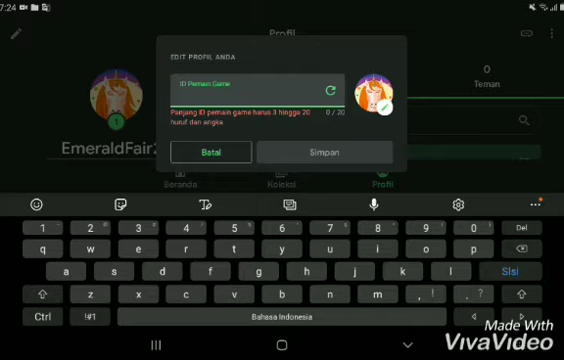 7:24
Profil
EDIT PROFIL ANDA
ID Pemain Game
Panjang ID pemain game harus 3 hingga 20
huruf dan angka
0 / 20
0
Teman
1
Batal
Simpan
Beranda
Koleksi
Profil
1 2 3 4 5 6 7 8 9 0 Del
q w e r t y u i o p
a s d f g h j k l Slsi
z x c v b n m , ! . ?
Ctrl !#1 Bahasa Indonesia
Made With
VivaVideo